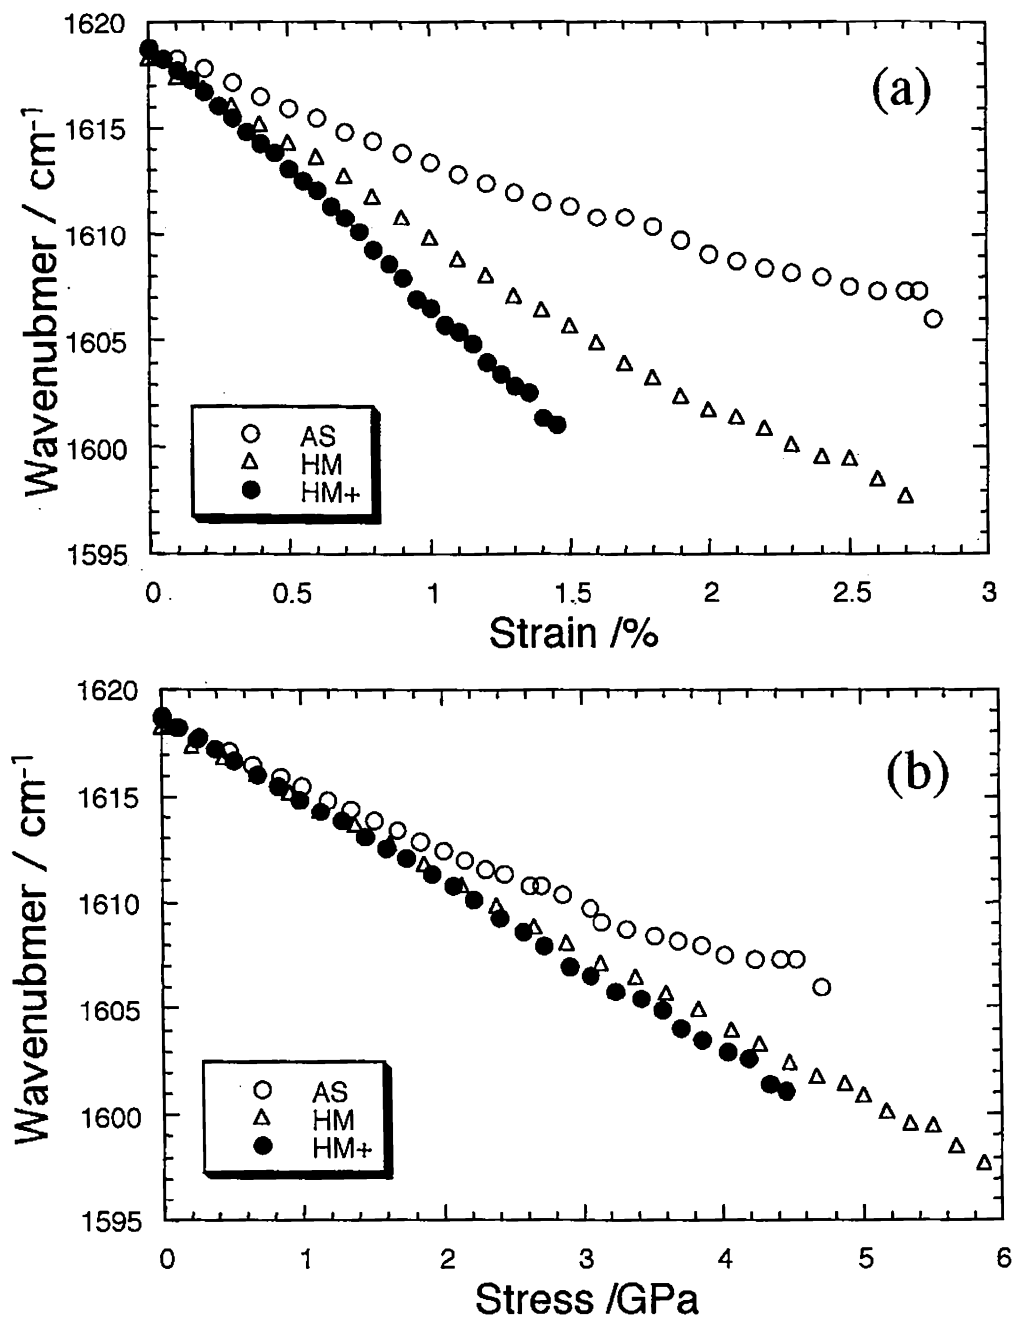 1620
(a)
1615
1610
1605
1600
1595
Wavenubmer / cm-1
AS
HM
HM+
0 0.5 1 1.5 2 2.5 3
Strain /%
1620
(b)
1615
1610
1605
1600
1595
Wavenubmer / cm-1
AS
HM
HM+
0 1 2 3 4 5 6
Stress /GPa